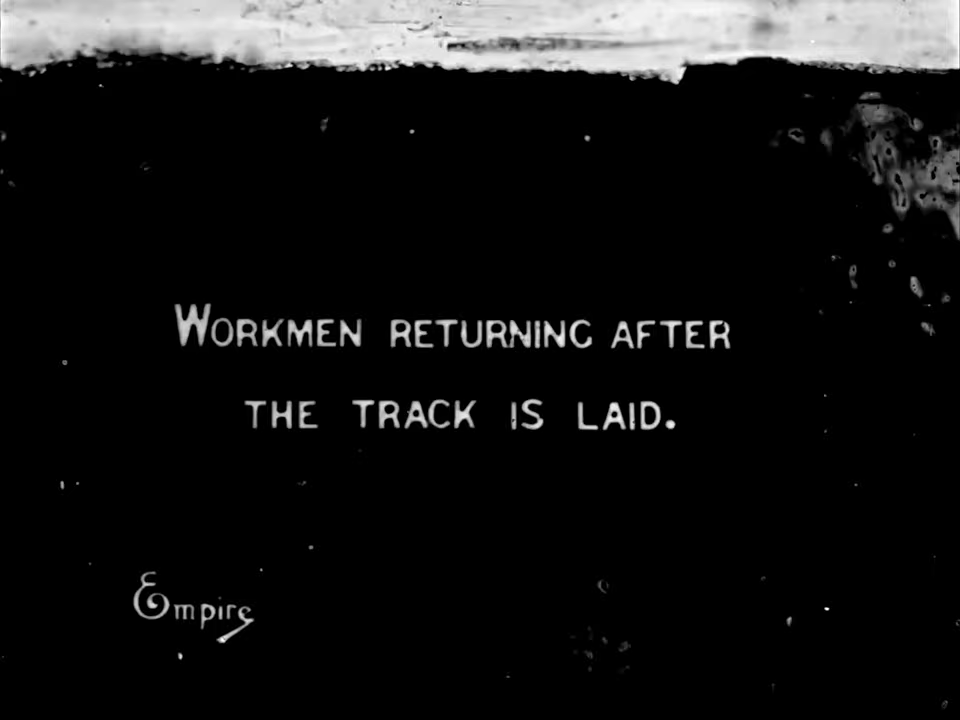 WORKMEN RETURNING AFTER
THE TRACK IS LAID.
Empire